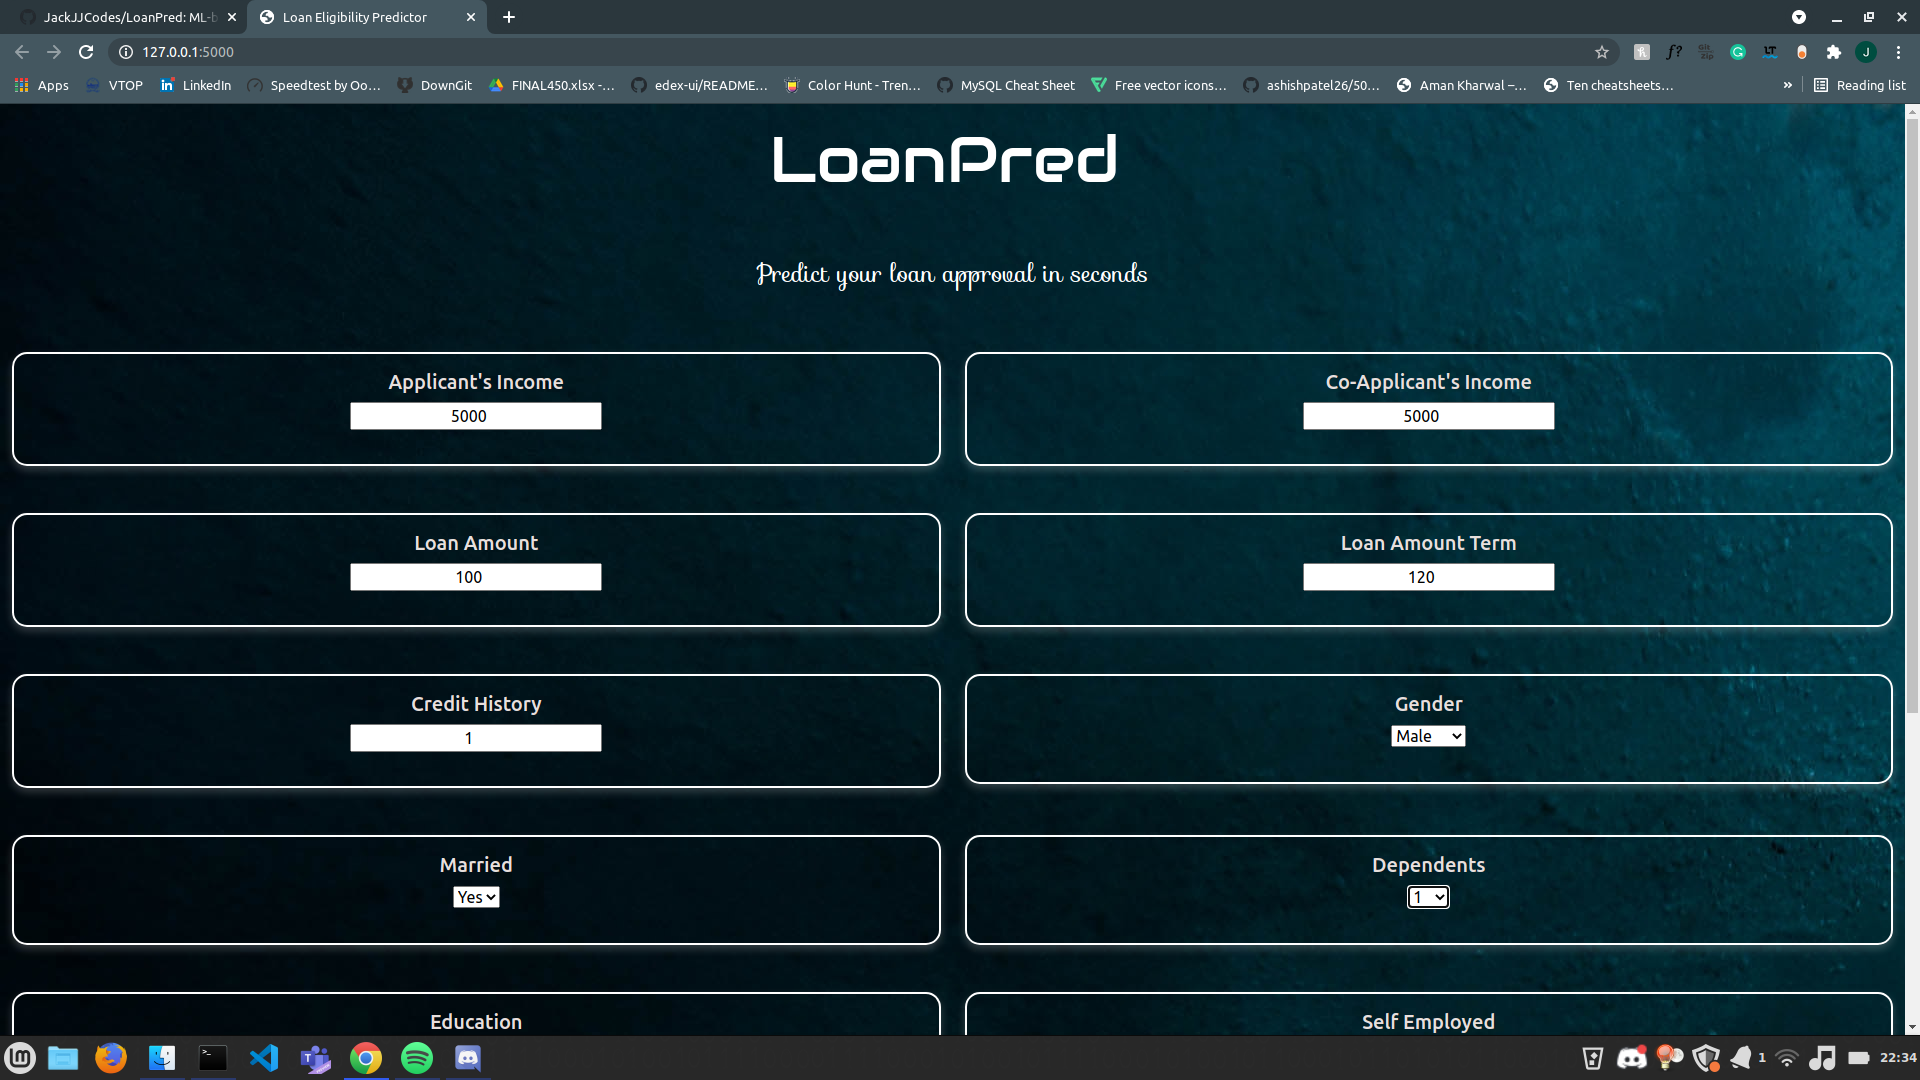 JackJJCodes/LoanPred: ML-b
Loan Eligibility Predictor
127.0.0.1:5000
Apps
VTOP
LinkedIn
Speedtest by Oo...
DownGit
FINAL450.xlsx -...
edex-ui/README...
Color Hunt - Tren...
MySQL Cheat Sheet
Free vector icons...
ashishpatel26/50...
Aman Kharwal –...
Ten cheatsheets...
»
Reading list
LoanPred
Predict your loan approval in seconds
Applicant's Income
5000
Co-Applicant's Income
5000
Loan Amount
100
Loan Amount Term
120
Credit History
1
Gender
Male
Married
Yes
Dependents
1
Education
Self Employed
1
22:34